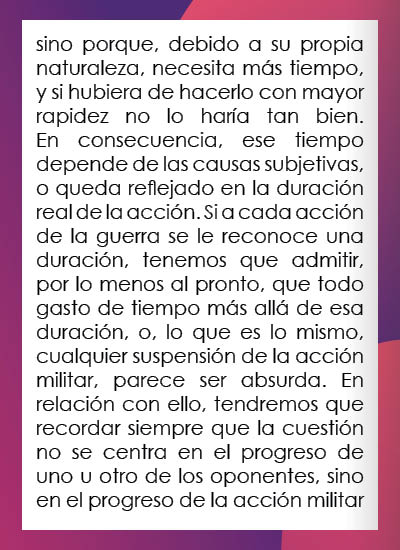 sino porque, debido a su propia
naturaleza, necesita más tiempo,
y si hubiera de hacerlo con mayor
rapidez no lo haría tan bien.
En consecuencia, ese tiempo
depende de las causas subjetivas,
o queda reflejado en la duración
real de la acción. Si a cada acción
de la guerra se le reconoce una
duración, tenemos que admitir,
por lo menos al pronto, que todo
gasto de tiempo más allá de esa
duración, o, lo que es lo mismo,
cualquier suspensión de la acción
militar, parece ser absurda. En
relación con ello, tendremos que
recordar siempre que la cuestión
no se centra en el progreso de
uno u otro de los oponentes, sino
en el progreso de la acción militar